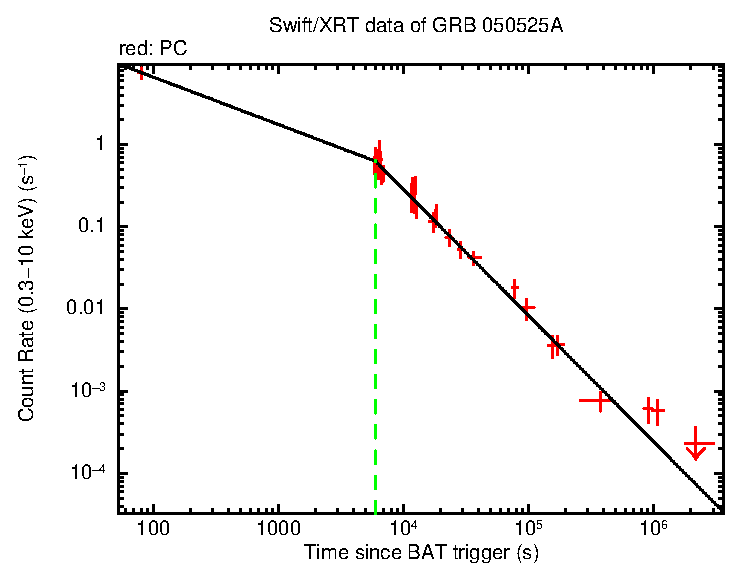 Swift/XRT data of GRB 050525A
red: PC
Count Rate (0.3−10 keV) (s⁻¹)
1
0.1
0.01
10⁻³
10⁻⁴
100 1000 10⁴ 10⁵ 10⁶
Time since BAT trigger (s)